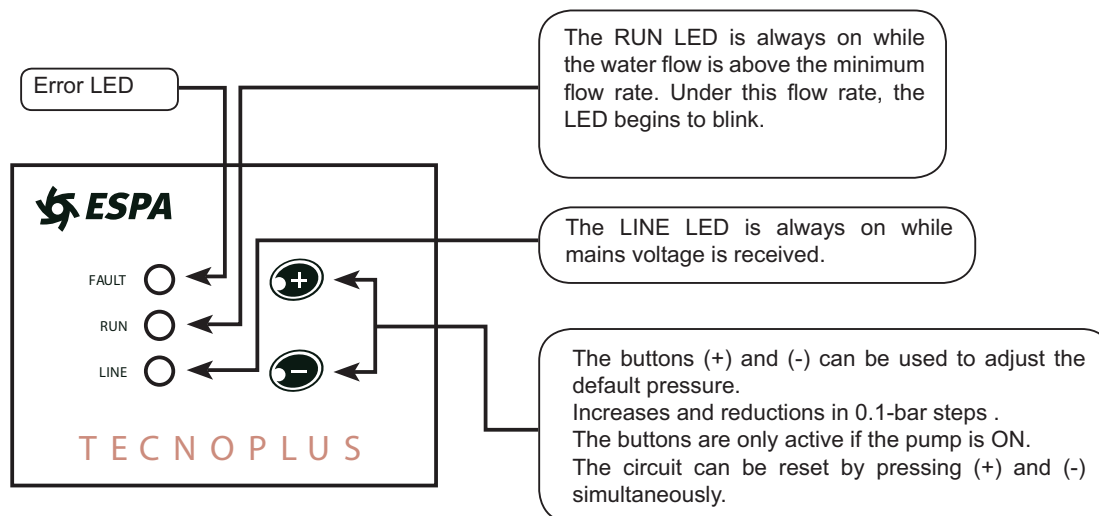 The RUN LED is always on while
the water flow is above the minimum
flow rate. Under this flow rate, the
LED begins to blink.
Error LED
ESPA
The LINE LED is always on while
mains voltage is received.
FAULT
RUN
LINE
+
-
TECNOPLUS
The buttons (+) and (-) can be used to adjust the
default pressure.
Increases and reductions in 0.1-bar steps .
The buttons are only active if the pump is ON.
The circuit can be reset by pressing (+) and (-)
simultaneously.